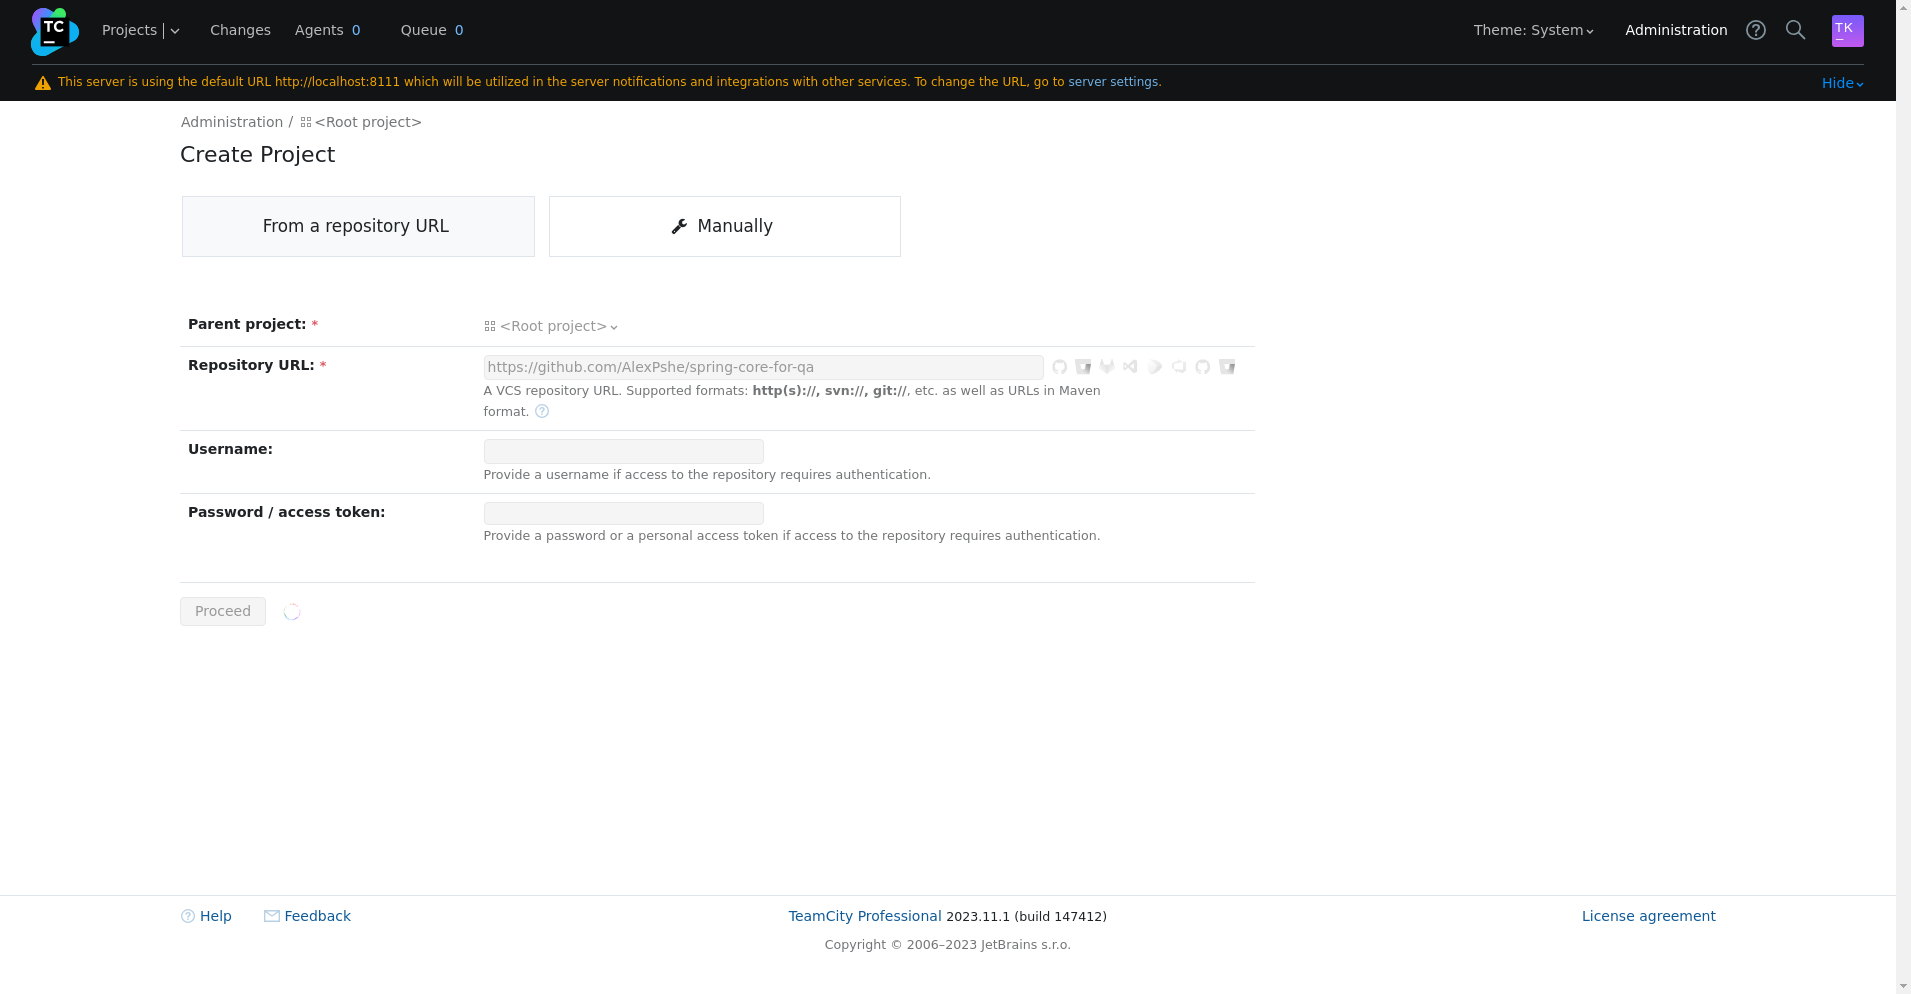 TC
Projects Changes Agents 0 Queue 0 Theme: System Administration TK
This server is using the default URL http://localhost:8111 which will be utilized in the server notifications and integrations with other services. To change the URL, go to server settings. Hide
Administration / <Root project>
Create Project
From a repository URL Manually
Parent project: * <Root project>
Repository URL: * https://github.com/AlexPshe/spring-core-for-qa
A VCS repository URL. Supported formats: http(s)://, svn://, git://, etc. as well as URLs in Maven
format.
Username:
Provide a username if access to the repository requires authentication.
Password / access token:
Provide a password or a personal access token if access to the repository requires authentication.
Proceed
Help Feedback TeamCity Professional 2023.11.1 (build 147412) License agreement
Copyright © 2006–2023 JetBrains s.r.o.